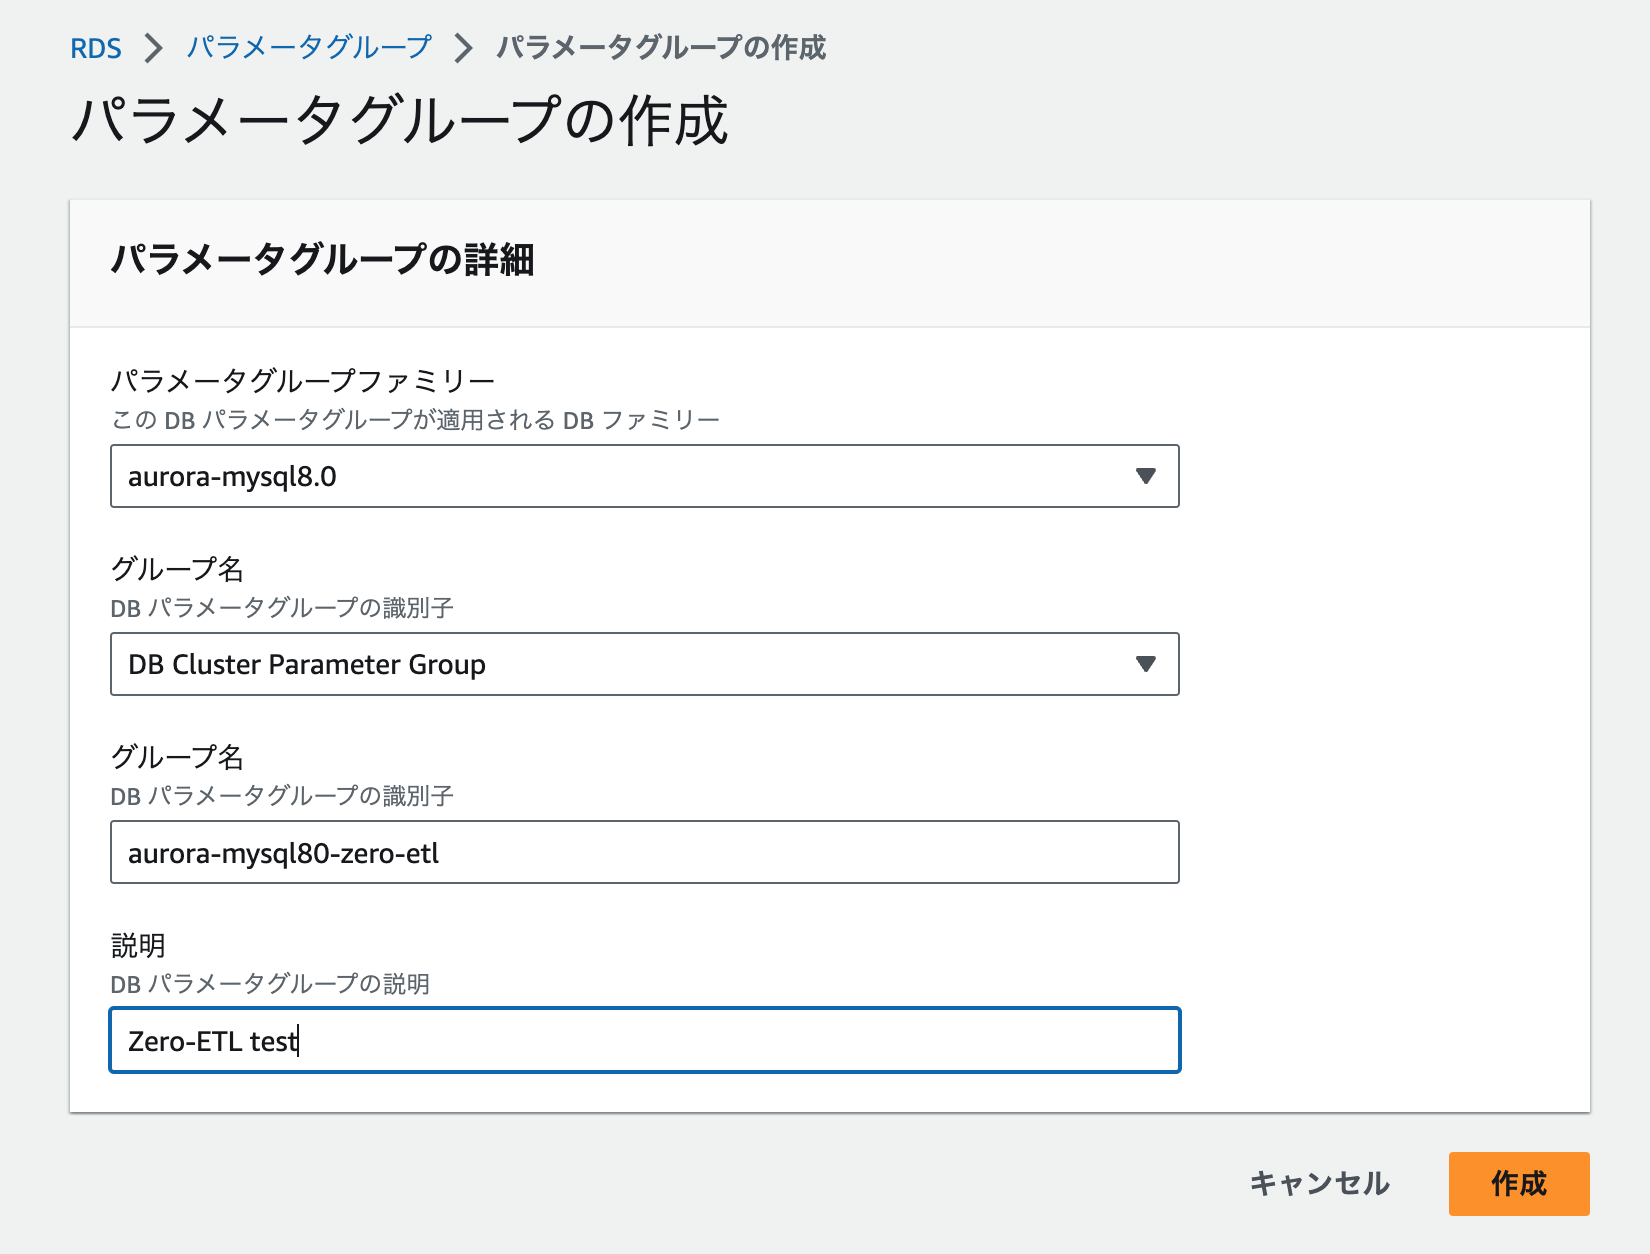 RDS > パラメータグループ > パラメータグループの作成
パラメータグループの作成
パラメータグループの詳細
パラメータグループファミリー
この DB パラメータグループが適用される DB ファミリー
aurora-mysql8.0
グループ名
DB パラメータグループの識別子
DB Cluster Parameter Group
グループ名
DB パラメータグループの識別子
aurora-mysql80-zero-etl
説明
DB パラメータグループの説明
Zero-ETL test
キャンセル 作成